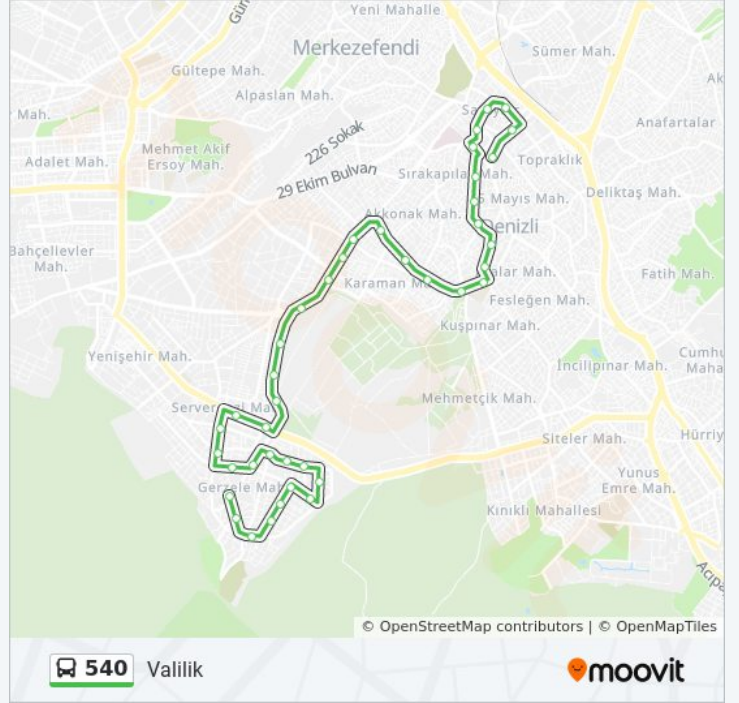 Yeni Mahalle
Merkezefendi
Sümer Mah.
Gültepe Mah.
Alpaslan Mah.
Mah.
Anafartalar
226 Sokak
Mehmet Akif
Ersoy Mah.
Adalet Mah.
Topraklık
29 Ekim Bulvarı
Sırakapılar Mah.
Deliktaş Mah.
Mayıs Mah.
Akkonak Mah.
Denizli
Bahçelievler
Mah.
Karaman
Fatih Mah.
Fesleğen Mah.
Kuşpınar Mah.
Yenişehir Mah.
İncilipınar Mah.
Mehmetçik Mah.
Siteler Mah.
Gerzele Mah
Yunus
Emre Mah.
Kınıklı Mahallesi
© OpenStreetMap contributors | © OpenMapTiles
540 Valilik
moovit